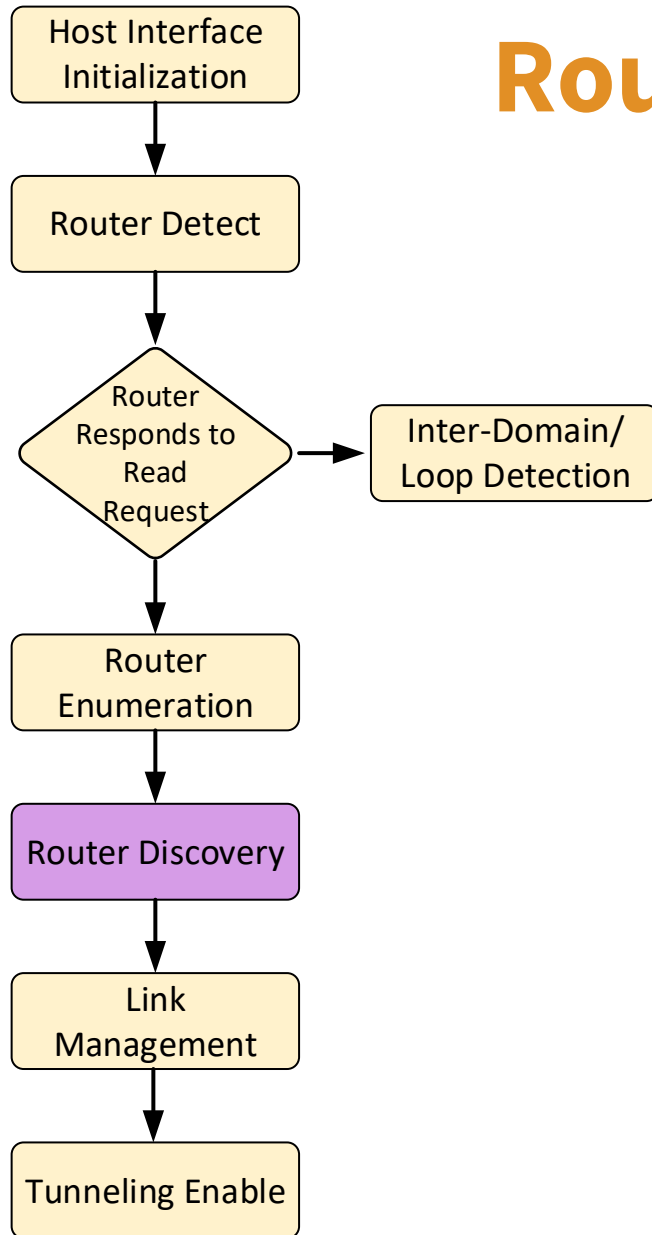 Host Interface
Initialization
Rou
Router Detect
Router
Responds to
Read
Request
Inter-Domain/
Loop Detection
Router
Enumeration
Router Discovery
Link
Management
Tunneling Enable